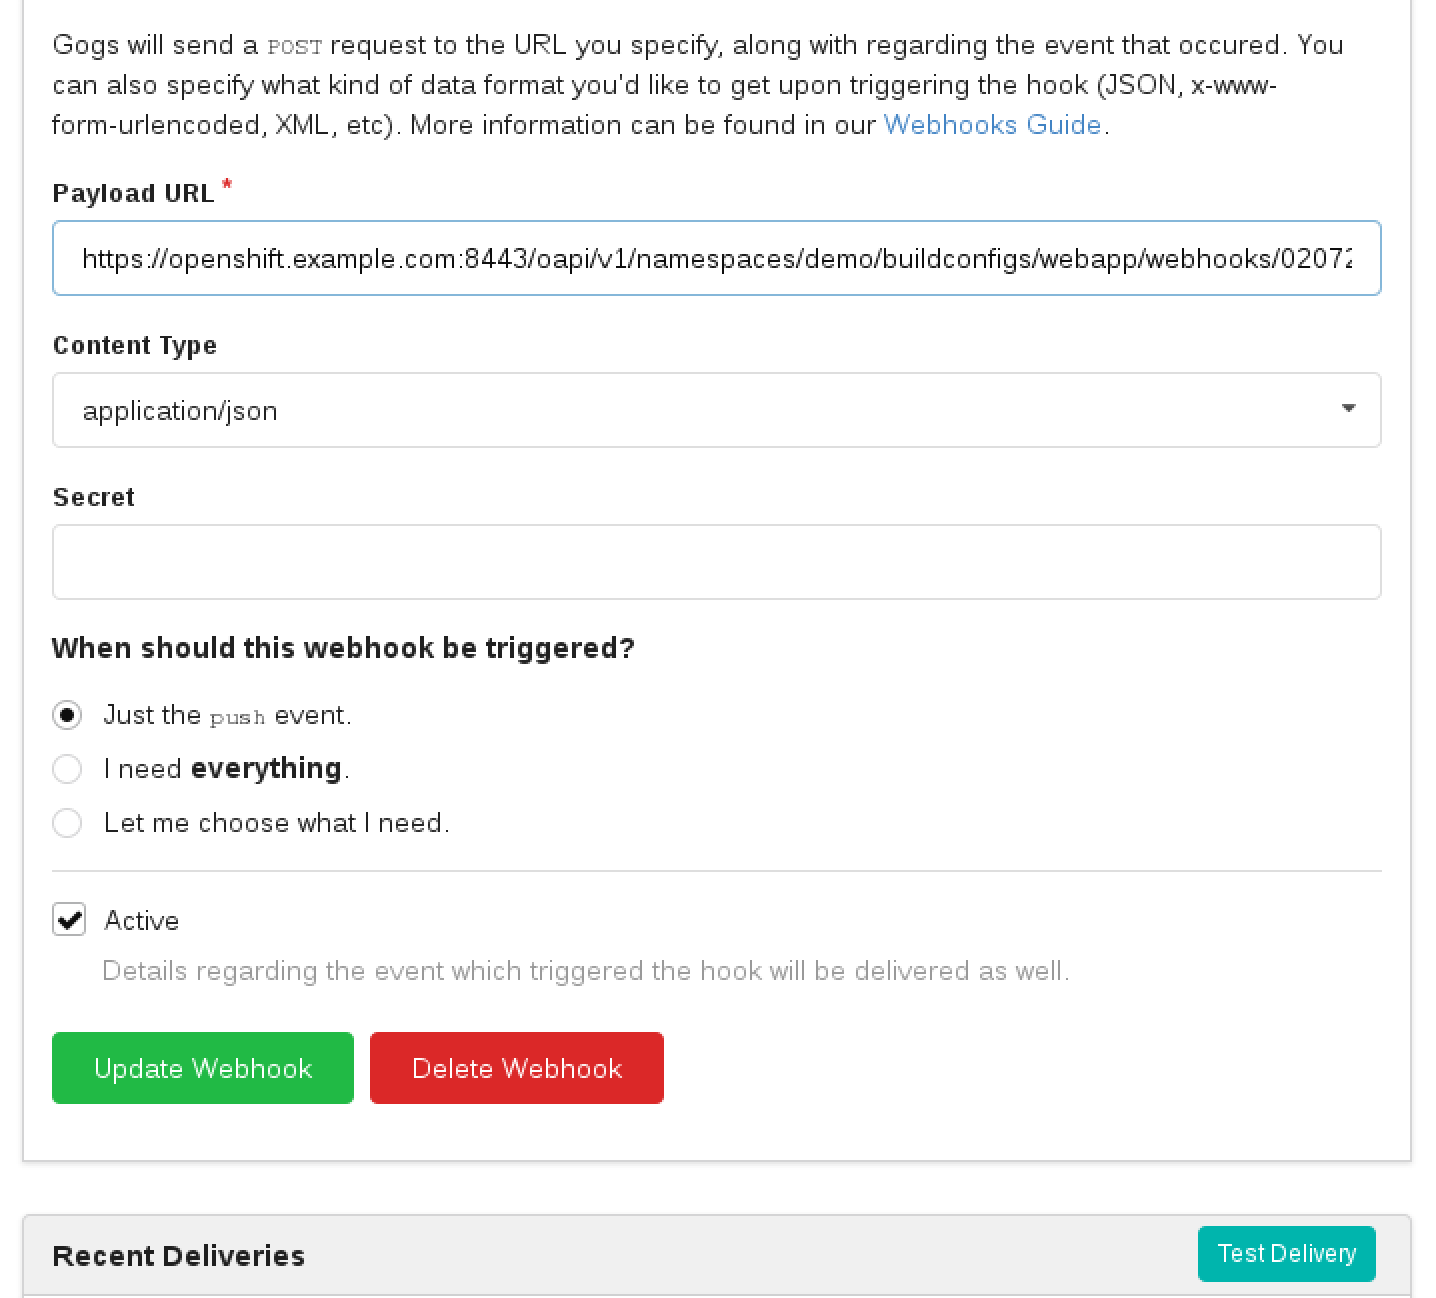 Gogs will send a POST request to the URL you specify, along with regarding the event that occured. You
can also specify what kind of data format you'd like to get upon triggering the hook (JSON, x-www-
form-urlencoded, XML, etc). More information can be found in our Webhooks Guide.
Payload URL *
https://openshift.example.com:8443/oapi/v1/namespaces/demo/buildconfigs/webapp/webhooks/02072
Content Type
application/json
Secret
When should this webhook be triggered?
Just the push event.
I need everything.
Let me choose what I need.
Active
Details regarding the event which triggered the hook will be delivered as well.
Update Webhook Delete Webhook
Recent Deliveries Test Delivery